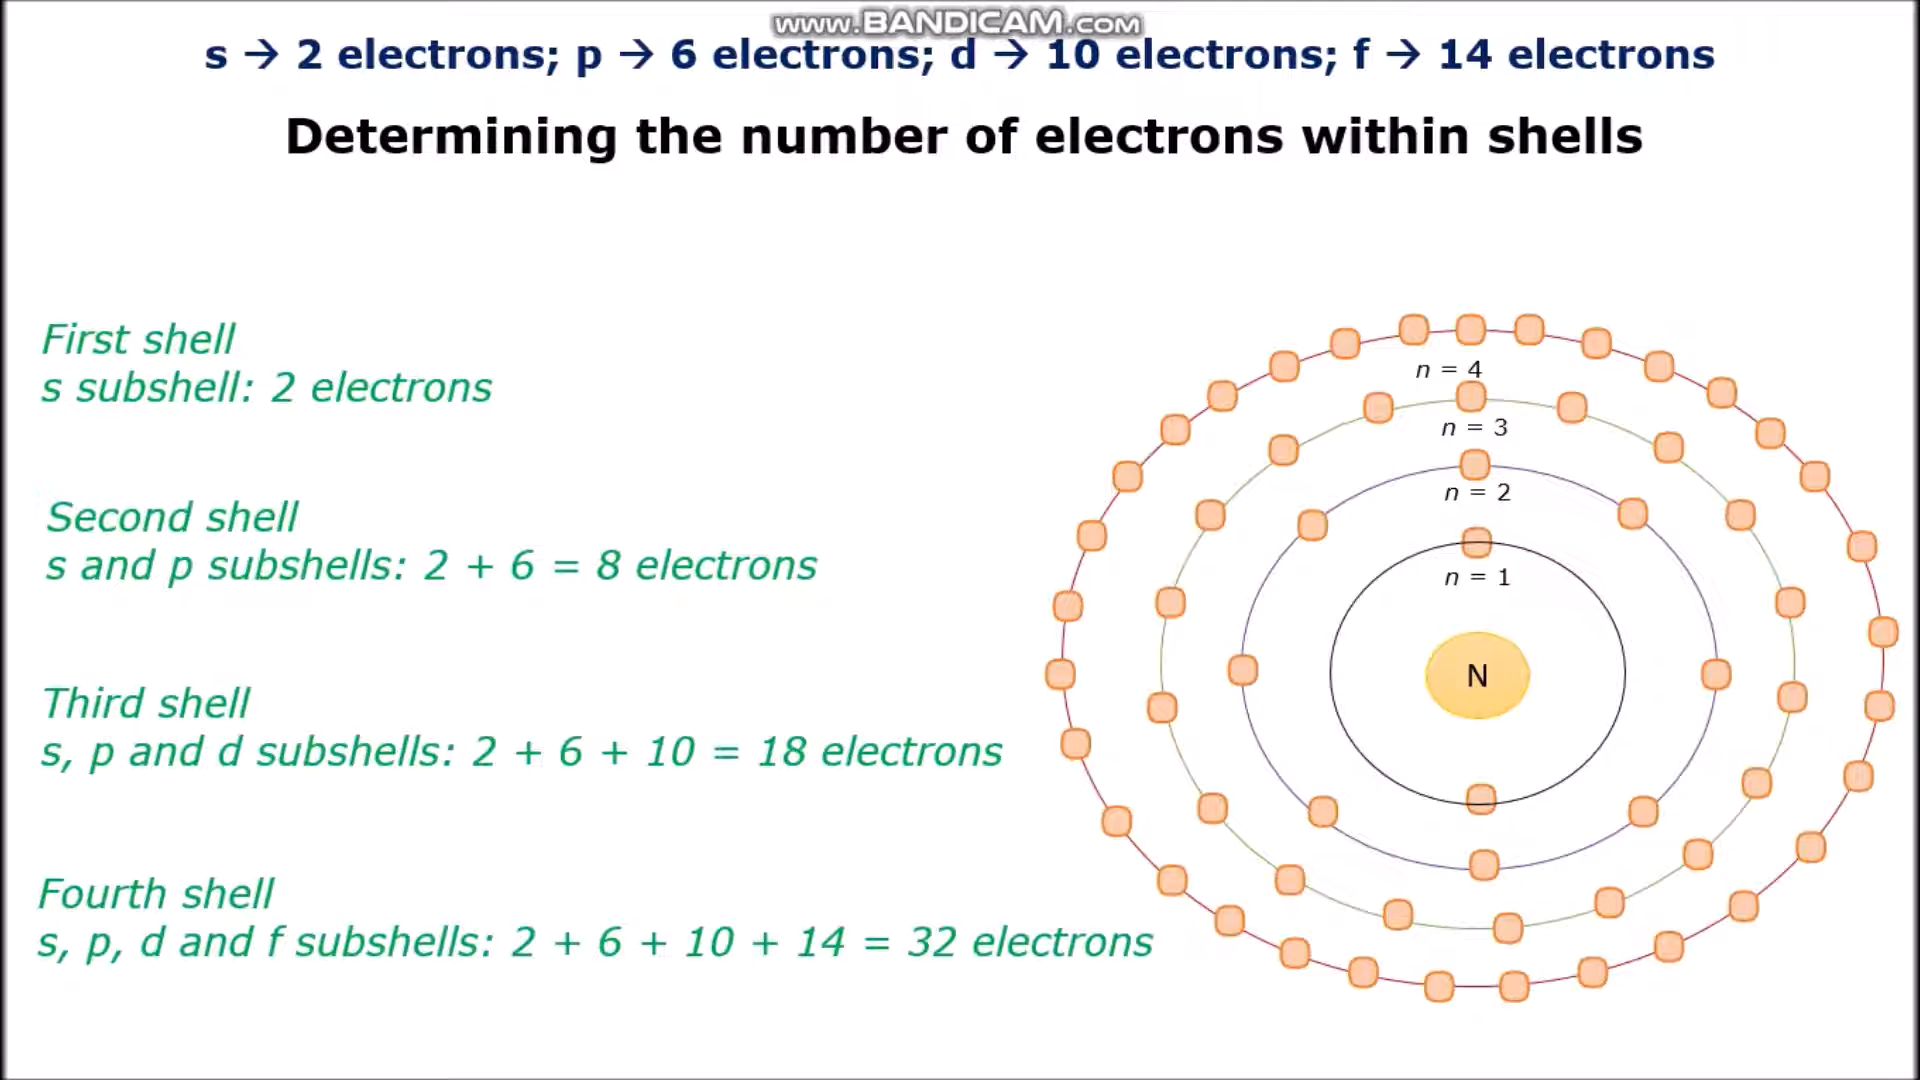 www.BANDICAM.com
s → 2 electrons; p → 6 electrons; d → 10 electrons; f → 14 electrons
Determining the number of electrons within shells
First shell
s subshell: 2 electrons
Second shell
s and p subshells: 2 + 6 = 8 electrons
Third shell
s, p and d subshells: 2 + 6 + 10 = 18 electrons
Fourth shell
s, p, d and f subshells: 2 + 6 + 10 + 14 = 32 electrons
n = 4
n = 3
n = 2
n = 1
N